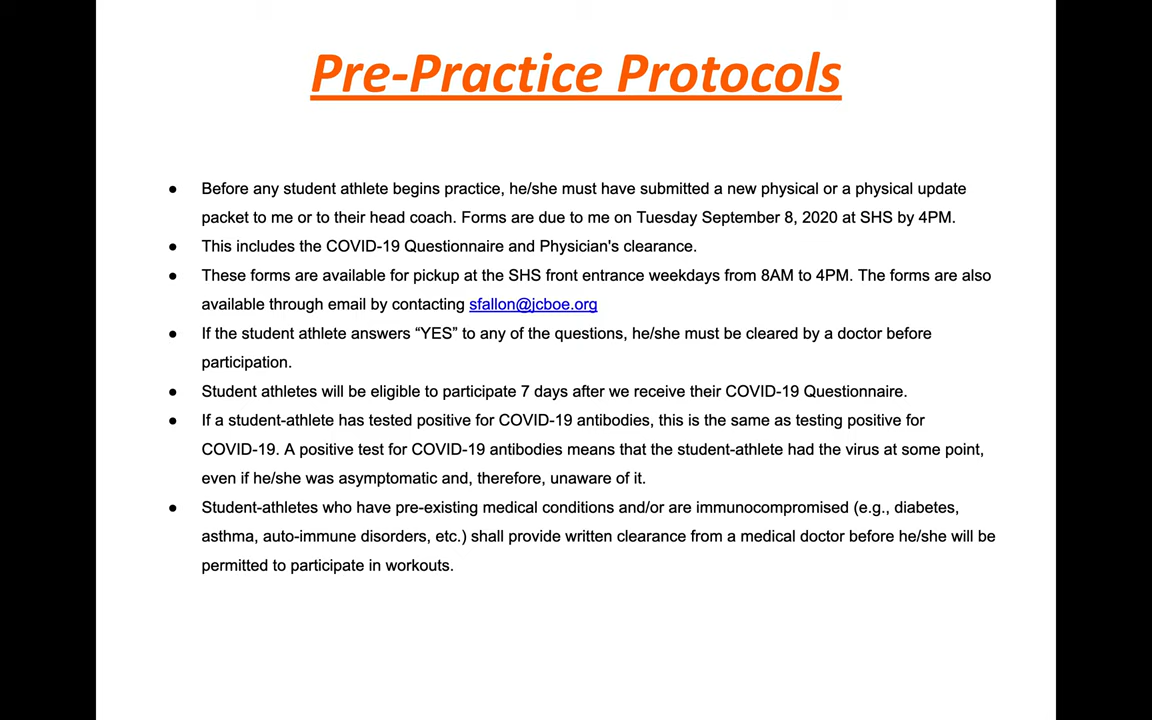 Pre-Practice Protocols
● Before any student athlete begins practice, he/she must have submitted a new physical or a physical update
packet to me or to their head coach. Forms are due to me on Tuesday September 8, 2020 at SHS by 4PM.
● This includes the COVID-19 Questionnaire and Physician's clearance.
● These forms are available for pickup at the SHS front entrance weekdays from 8AM to 4PM. The forms are also
available through email by contacting sfallon@jcboe.org
● If the student athlete answers “YES” to any of the questions, he/she must be cleared by a doctor before
participation.
● Student athletes will be eligible to participate 7 days after we receive their COVID-19 Questionnaire.
● If a student-athlete has tested positive for COVID-19 antibodies, this is the same as testing positive for
COVID-19. A positive test for COVID-19 antibodies means that the student-athlete had the virus at some point,
even if he/she was asymptomatic and, therefore, unaware of it.
● Student-athletes who have pre-existing medical conditions and/or are immunocompromised (e.g., diabetes,
asthma, auto-immune disorders, etc.) shall provide written clearance from a medical doctor before he/she will be
permitted to participate in workouts.